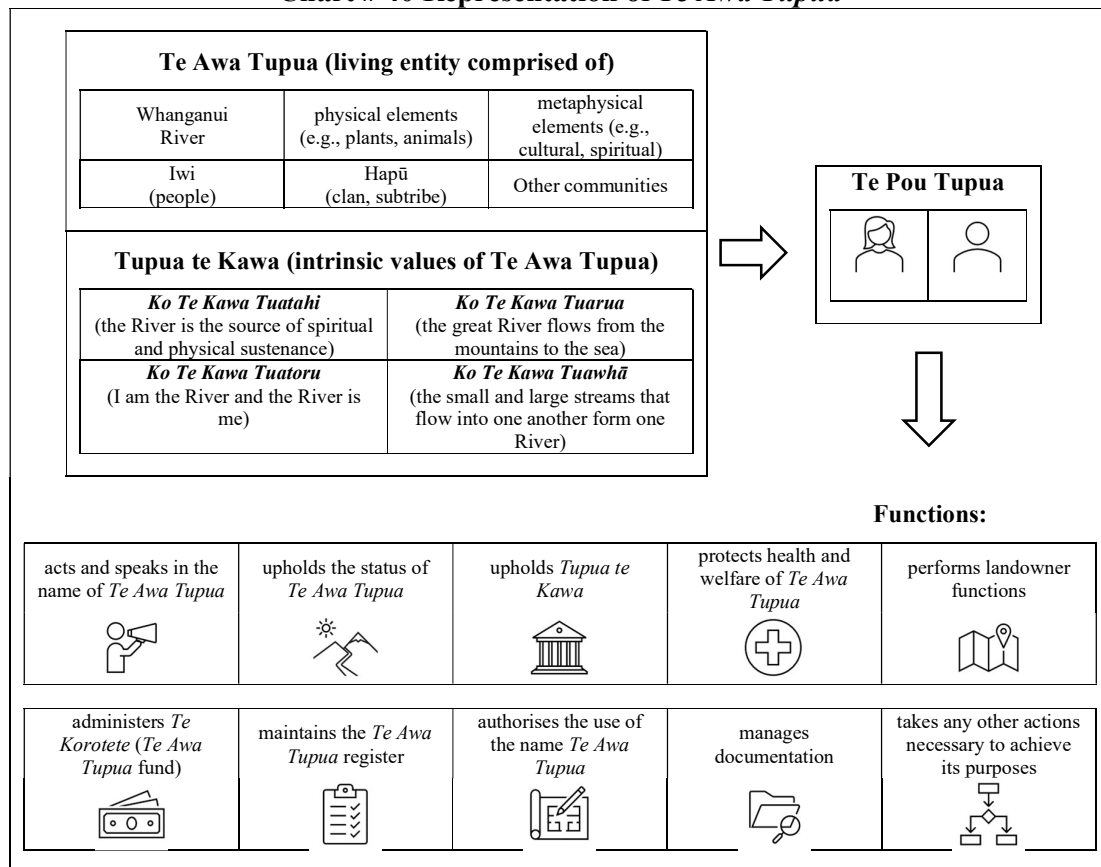 Te Awa Tupua (living entity comprised of)
Whanganui
River
physical elements
(e.g., plants, animals)
metaphysical
elements (e.g.,
cultural, spiritual)
Iwi
(people)
Hapū
(clan, subtribe)
Other communities
Tupua te Kawa (intrinsic values of Te Awa Tupua)
Ko Te Kawa Tuatahi
(the River is the source of spiritual
and physical sustenance)
Ko Te Kawa Tuarua
(the great River flows from the
mountains to the sea)
Ko Te Kawa Tuatoru
(I am the River and the River is
me)
Ko Te Kawa Tuawhā
(the small and large streams that
flow into one another form one
River)
Te Pou Tupua
Functions:
acts and speaks in the
name of Te Awa Tupua
upholds the status of
Te Awa Tupua
upholds Tupua te
Kawa
protects health and
welfare of Te Awa
Tupua
performs landowner
functions
administers Te
Korotete (Te Awa
Tupua fund)
maintains the Te Awa
Tupua register
authorises the use of
the name Te Awa
Tupua
manages
documentation
takes any other actions
necessary to achieve
its purposes